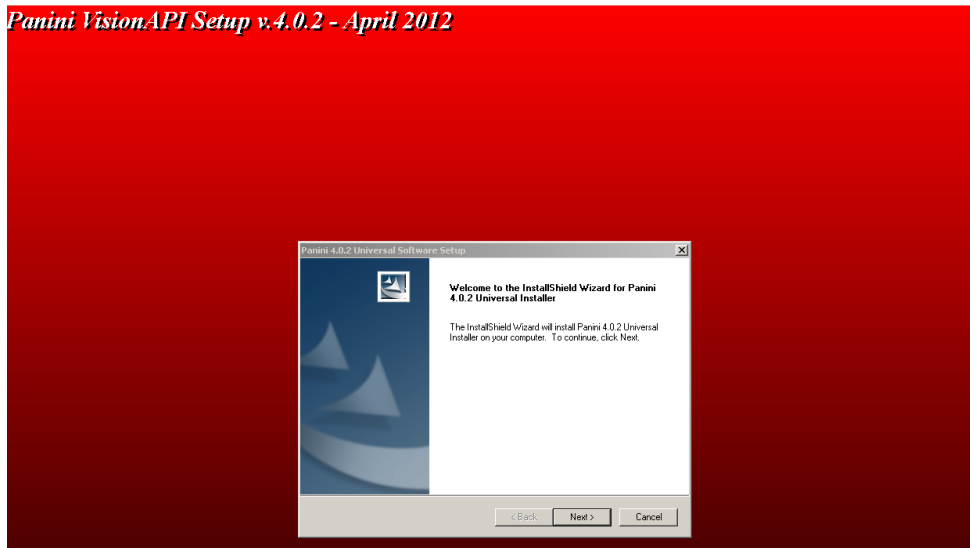 Panini VisionAPI Setup v.4.0.2 - April 2012
Panini 4.0.2 Universal Software Setup
Welcome to the InstallShield Wizard for Panini
4.0.2 Universal Installer
The InstallShield Wizard will install Panini 4.0.2 Universal
Installer on your computer. To continue, click Next.
< Back Next > Cancel